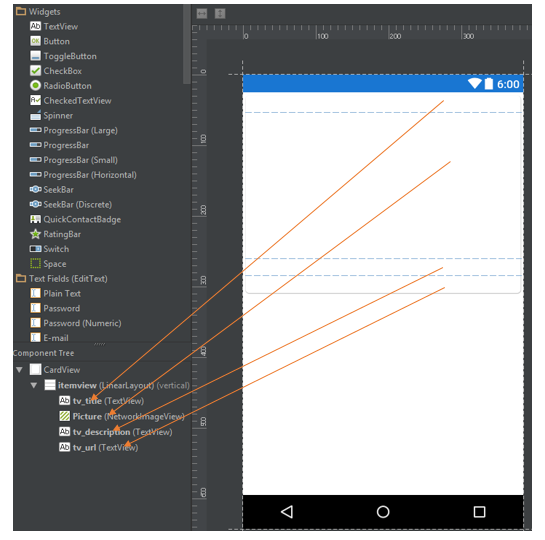 Widgets
Ab TextView
OK Button
ToggleButton
CheckBox
RadioButton
CheckedTextView
Spinner
ProgressBar (Large)
ProgressBar
ProgressBar (Small)
ProgressBar (Horizontal)
SeekBar
SeekBar (Discrete)
QuickContactBadge
RatingBar
Switch
Space
Text Fields (EditText)
Plain Text
Password
Password (Numeric)
E-mail
Component Tree
CardView
itemview (LinearLayout) (vertical)
Ab tv_title (TextView)
Picture (NetworkImageView)
Ab tv_description (TextView)
Ab tv_url (TextView)
0 100 200 300
0
100
200
300
400
500
600
6:00